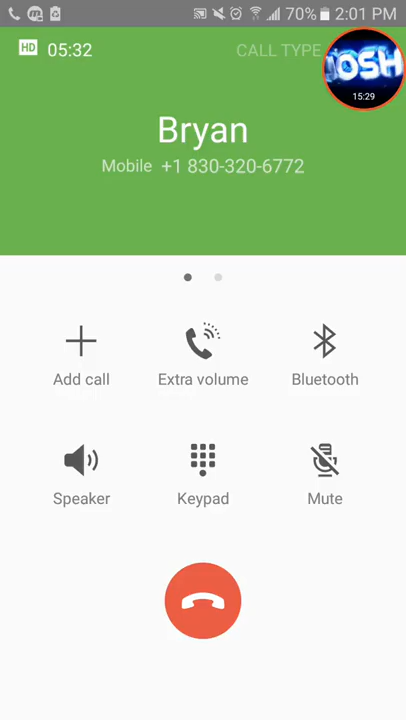 70% 2:01 PM
HD 05:32 CALL TYPE
OSH
15:29
Bryan
Mobile +1 830-320-6772
Add call Extra volume Bluetooth
Speaker Keypad Mute